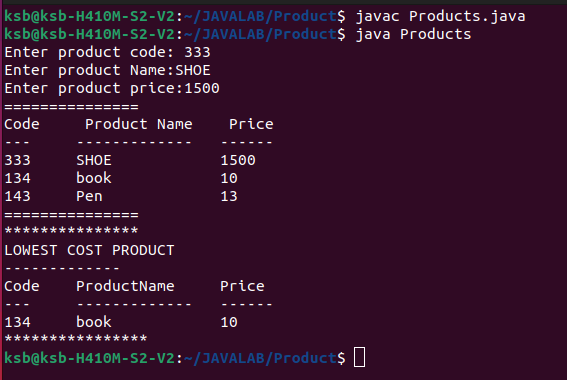 ksb@ksb-H410M-S2-V2:~/JAVALAB/Product$ javac Products.java
ksb@ksb-H410M-S2-V2:~/JAVALAB/Product$ java Products
Enter product code: 333
Enter product Name:SHOE
Enter product price:1500
===============
Code     Product Name    Price
---     -------------   ------
333     SHOE            1500
134     book            10
143     Pen             13
===============
***************
LOWEST COST PRODUCT
-------------
Code    ProductName     Price
---     -------------   ------
134     book            10
****************
ksb@ksb-H410M-S2-V2:~/JAVALAB/Product$